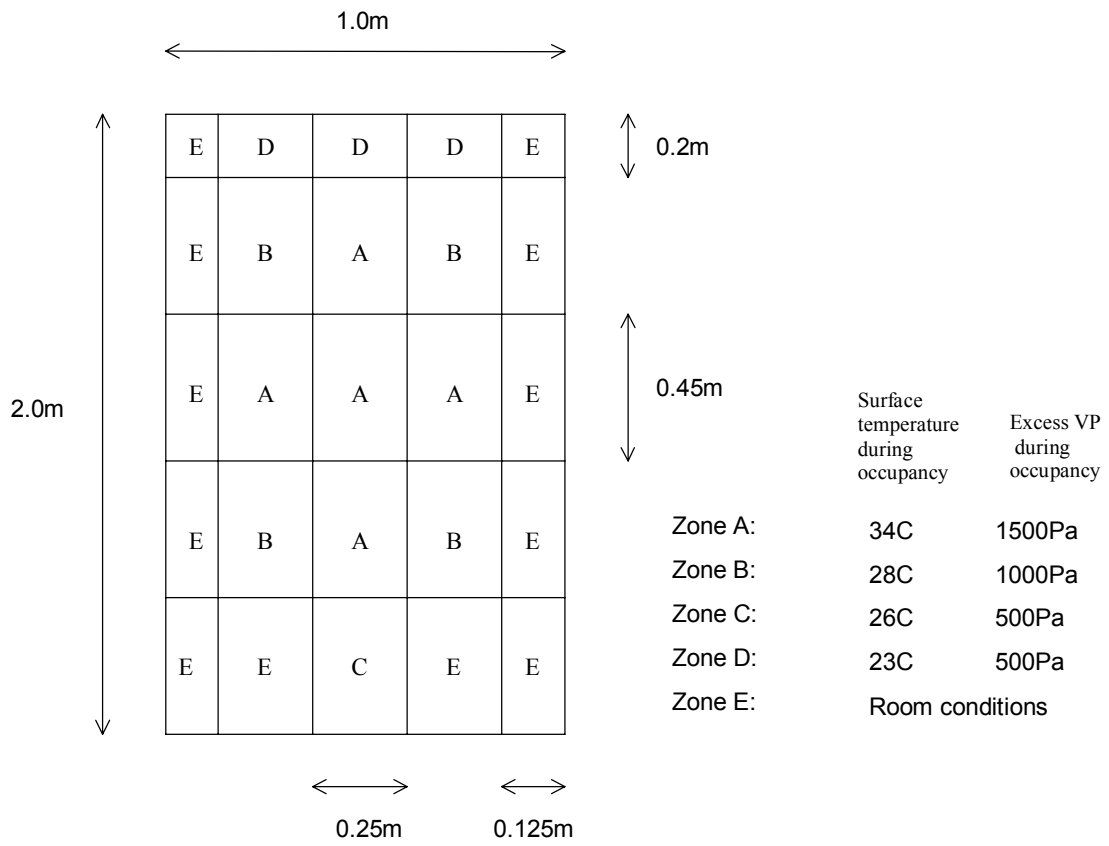 1.0m
E D D D E
0.2m
E B A B E
2.0m
E A A A E
0.45m
E B A B E
E E C E E
0.25m 0.125m
Surface
temperature
during
occupancy
Excess VP
during
occupancy
Zone A: 34C 1500Pa
Zone B: 28C 1000Pa
Zone C: 26C 500Pa
Zone D: 23C 500Pa
Zone E: Room conditions